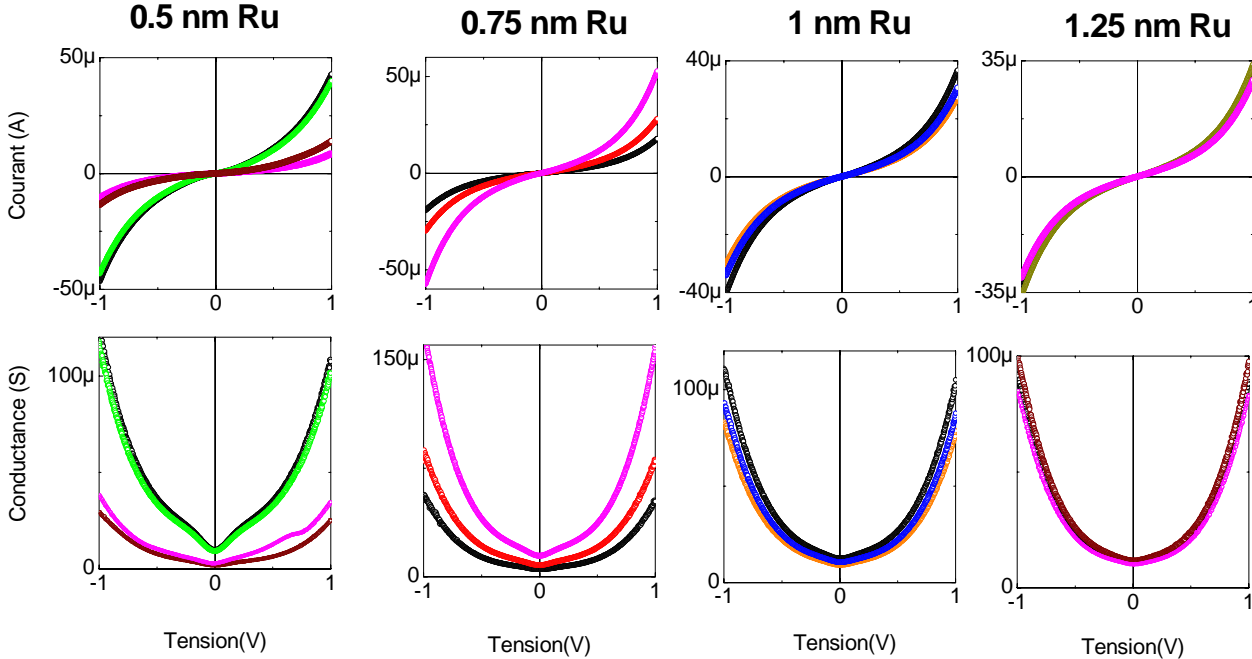 0.5 nm Ru
0.75 nm Ru
1 nm Ru
1.25 nm Ru
Courant (A)
50µ
0
-50µ
-1 0 1
50µ
0
-50µ
-1 0 1
40µ
0
-40µ
-1 0 1
35µ
0
-35µ
-1 0 1
Conductance (S)
100µ
0
-1 0 1
Tension(V)
150µ
0
-1 0 1
Tension(V)
100µ
0
-1 0 1
Tension(V)
100µ
0
-1 0 1
Tension(V)